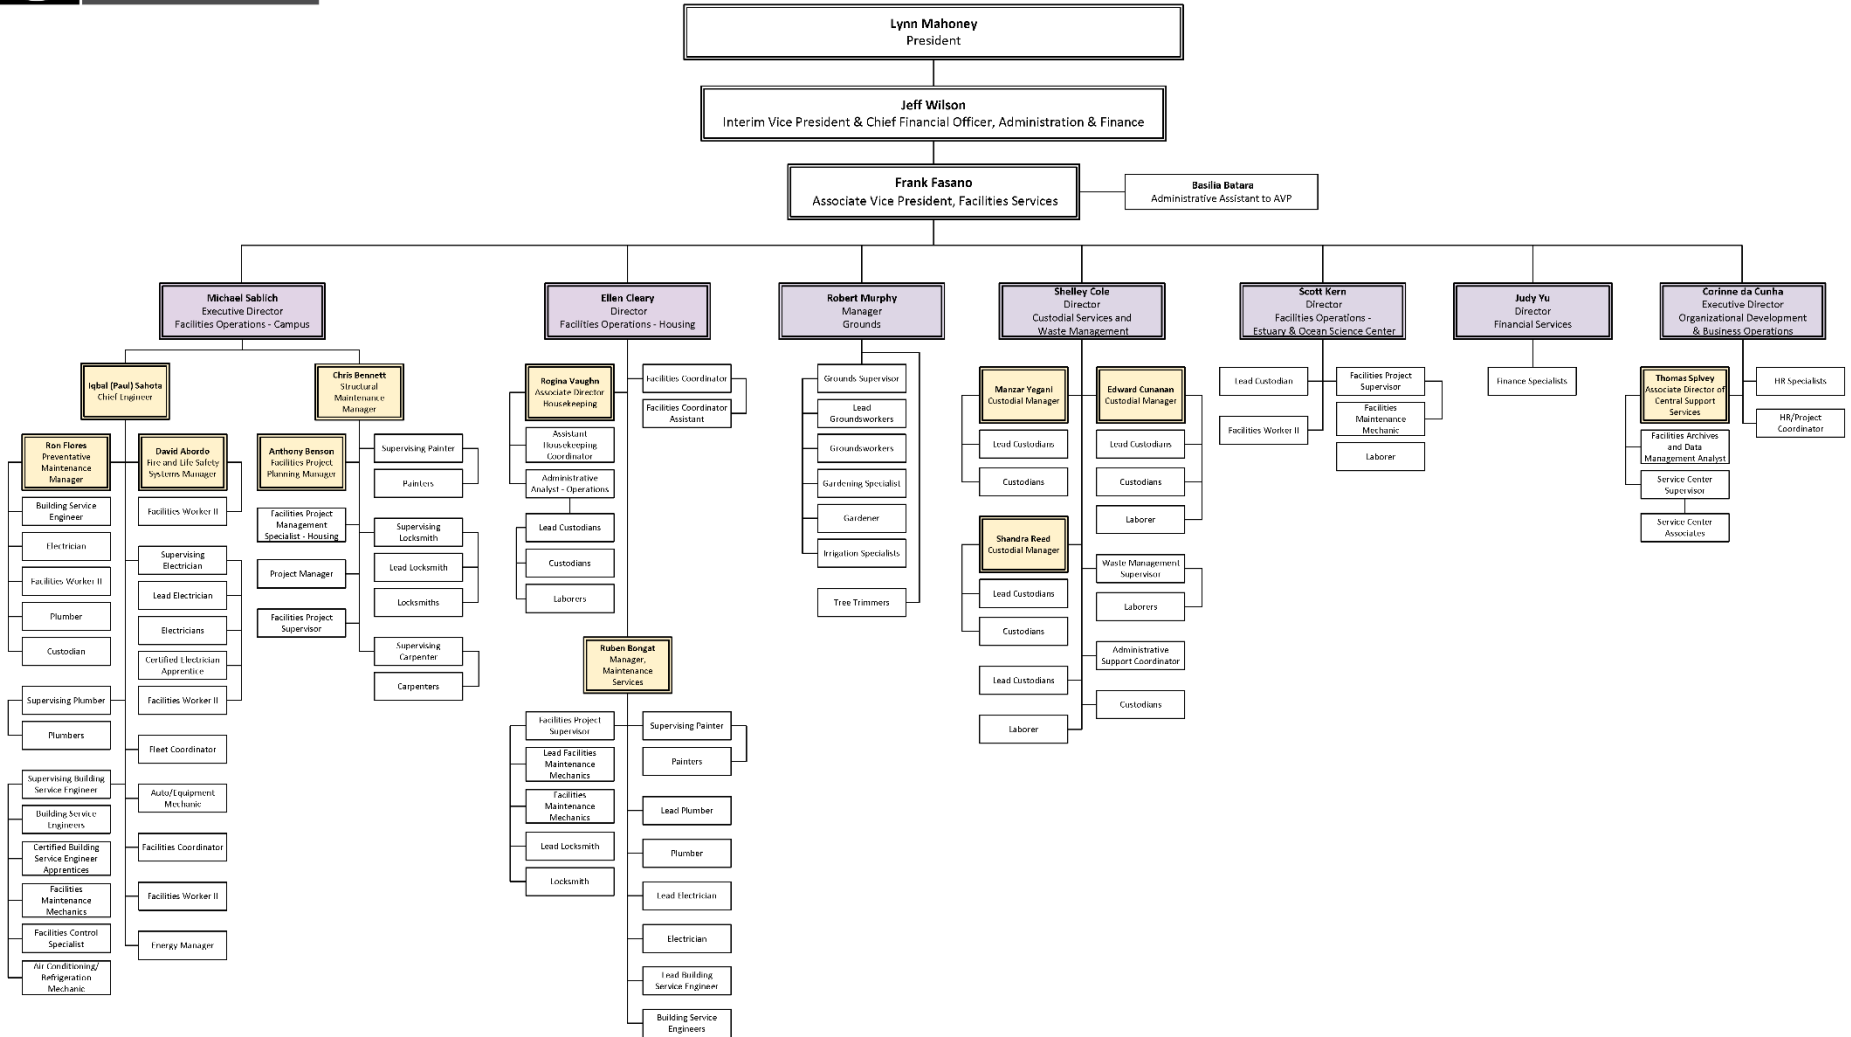 Lynn Mahoney
President
Jeff Wilson
Interim Vice President & Chief Financial Officer, Administration & Finance
Frank Fasano
Associate Vice President, Facilities Services
Basilia Batara
Administrative Assistant to AVP
Michael Sablich
Executive Director
Facilities Operations - Campus
Ellen Cleary
Director
Facilities Operations - Housing
Robert Murphy
Manager
Grounds
Shelley Cole
Director
Custodial Services and
Waste Management
Scott Kern
Director
Facilities Operations -
Estuary & Ocean Science Center
Judy Yu
Director
Financial Services
Corinne da Cunha
Executive Director
Organizational Development
& Business Operations
Iqbal (Paul) Sahota
Chief Engineer
Chris Bennett
Structural
Maintenance
Manager
Ron Flores
Preventative
Maintenance
Manager
Building Service
Engineer
Electrician
Facilities Worker II
Plumber
Custodian
Supervising Plumber
Plumbers
Supervising Building
Service Engineer
Building Service
Engineers
Certified Building
Service Engineer
Apprentices
Facilities
Maintenance
Mechanics
Facilities Control
Specialist
Air Conditioning/
Refrigeration
Mechanic
David Abordo
Fire and Life Safety
Systems Manager
Facilities Worker II
Supervising
Electrician
Lead Electrician
Electricians
Certified Electrician
Apprentice
Facilities Worker II
Fleet Coordinator
Auto/Equipment
Mechanic
Facilities Coordinator
Facilities Worker II
Energy Manager
Anthony Benson
Facilities Project
Planning Manager
Facilities Project
Management
Specialist - Housing
Project Manager
Facilities Project
Supervisor
Supervising Painter
Painters
Supervising
Locksmith
Lead Locksmith
Locksmiths
Supervising
Carpenter
Carpenters
Rogina Vaughn
Associate Director
Housekeeping
Assistant
Housekeeping
Coordinator
Administrative
Analyst - Operations
Lead Custodians
Custodians
Laborers
Facilities Coordinator
Facilities Coordinator
Assistant
Ruben Bongat
Manager,
Maintenance
Services
Facilities Project
Supervisor
Lead Facilities
Maintenance
Mechanics
Facilities
Maintenance
Mechanics
Lead Locksmith
Locksmith
Supervising Painter
Painters
Lead Plumber
Plumber
Lead Electrician
Electrician
Lead Building
Service Engineer
Building Service
Engineers
Grounds Supervisor
Lead
Groundsworkers
Groundsworkers
Gardening Specialist
Gardener
Irrigation Specialists
Tree Trimmers
Manzar Yegani
Custodial Manager
Lead Custodians
Custodians
Shandra Reed
Custodial Manager
Lead Custodians
Custodians
Lead Custodians
Laborer
Edward Cunanan
Custodial Manager
Lead Custodians
Custodians
Laborer
Waste Management
Supervisor
Laborers
Administrative
Support Coordinator
Custodians
Lead Custodian
Facilities Worker II
Facilities Project
Supervisor
Facilities
Maintenance
Mechanic
Laborer
Finance Specialists
Thomas Spivey
Associate Director of
Central Support
Services
Facilities Archives
and Data
Management Analyst
Service Center
Supervisor
Service Center
Associates
HR Specialists
HR/Project
Coordinator